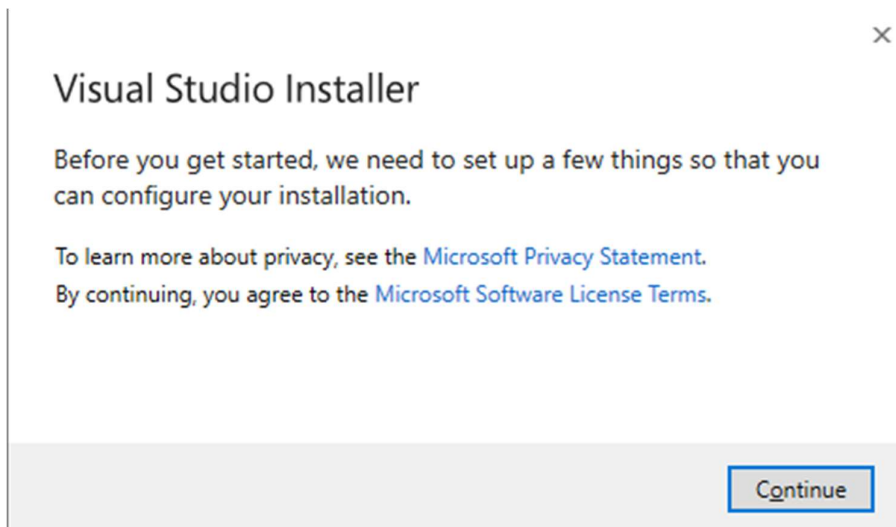 Visual Studio Installer
Before you get started, we need to set up a few things so that you
can configure your installation.
To learn more about privacy, see the Microsoft Privacy Statement.
By continuing, you agree to the Microsoft Software License Terms.
Continue